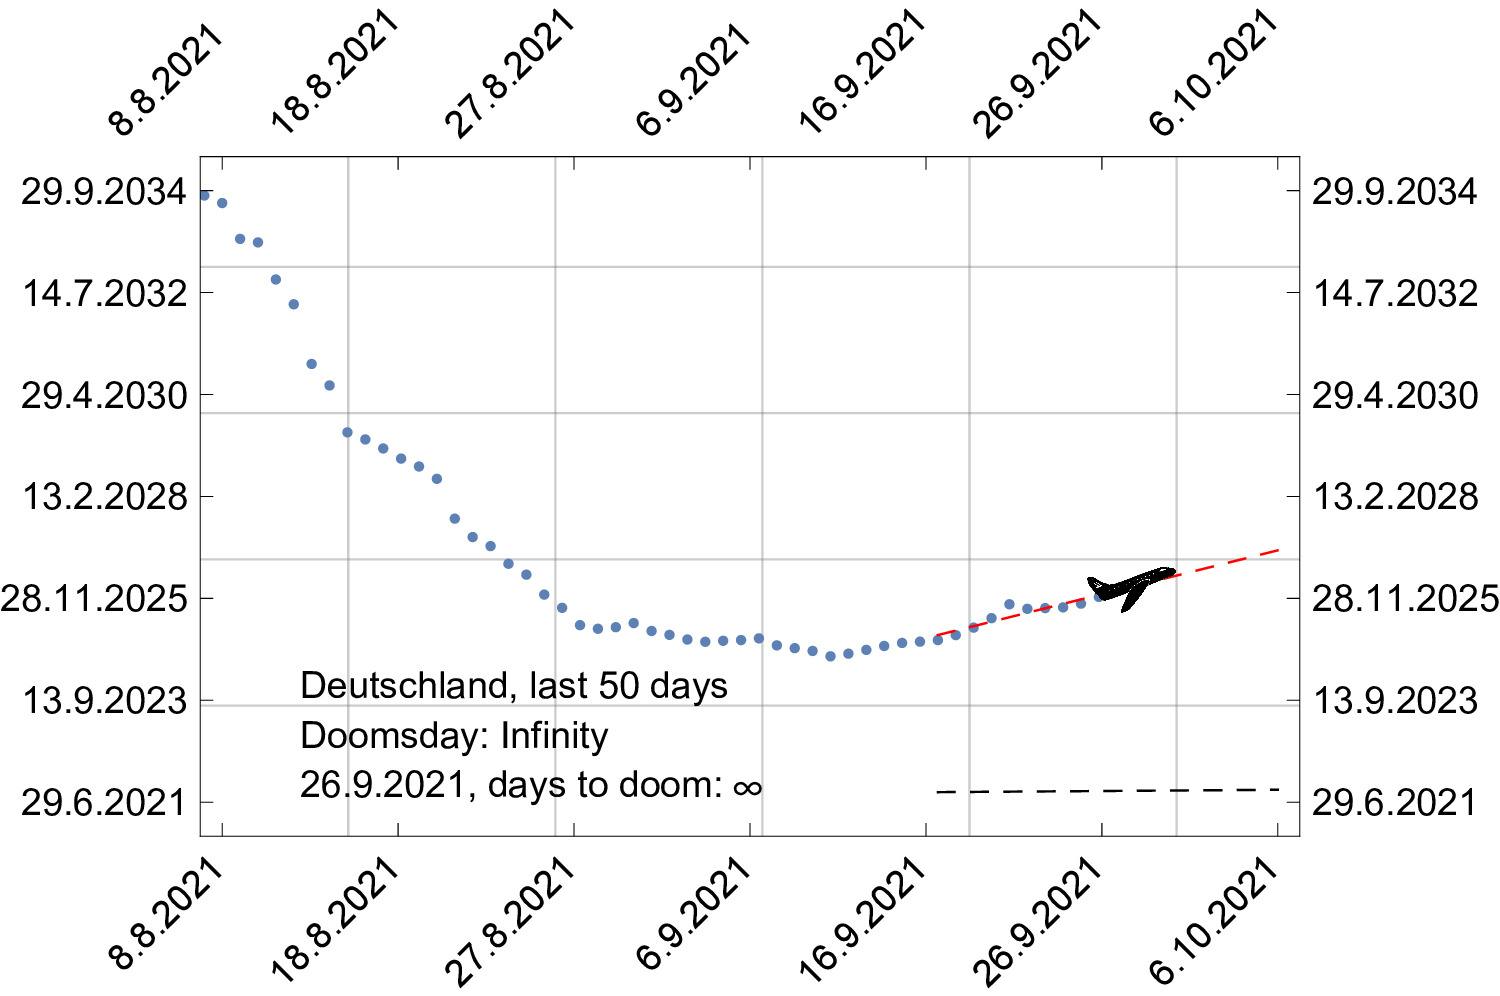 8.8.2021 18.8.2021 27.8.2021 6.9.2021 16.9.2021 26.9.2021 6.10.2021
29.9.2034 29.9.2034
14.7.2032 14.7.2032
29.4.2030 29.4.2030
13.2.2028 13.2.2028
28.11.2025 28.11.2025
Deutschland, last 50 days
13.9.2023 13.9.2023
Doomsday: Infinity
26.9.2021, days to doom: ∞
29.6.2021 29.6.2021
8.8.2021 18.8.2021 27.8.2021 6.9.2021 16.9.2021 26.9.2021 6.10.2021